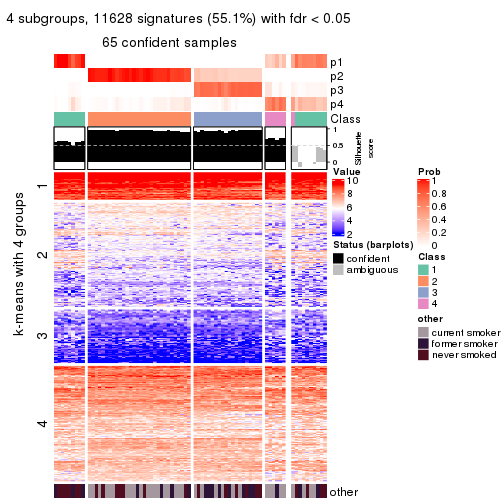 4 subgroups, 11628 signatures (55.1%) with fdr < 0.05
65 confident samples
p1
p2
p3
p4
Class
1
0.5
0
Silhouette
score
k-means with 4 groups
1
2
3
4
other
Value
10
8
6
4
2
Status (barplots)
confident
ambiguous
Prob
1
0.8
0.6
0.4
0.2
0
Class
1
2
3
4
other
current smoker
former smoker
never smoked